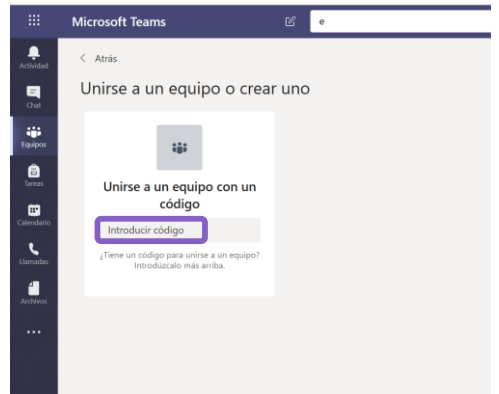 Microsoft Teams
e
Actividad
Chat
Equipos
Tareas
Calendario
Llamadas
Archivos
Atrás
Unirse a un equipo o crear uno
Unirse a un equipo con un
código
Introducir código
¿Tiene un código para unirse a un equipo?
Introdúzcalo más arriba.